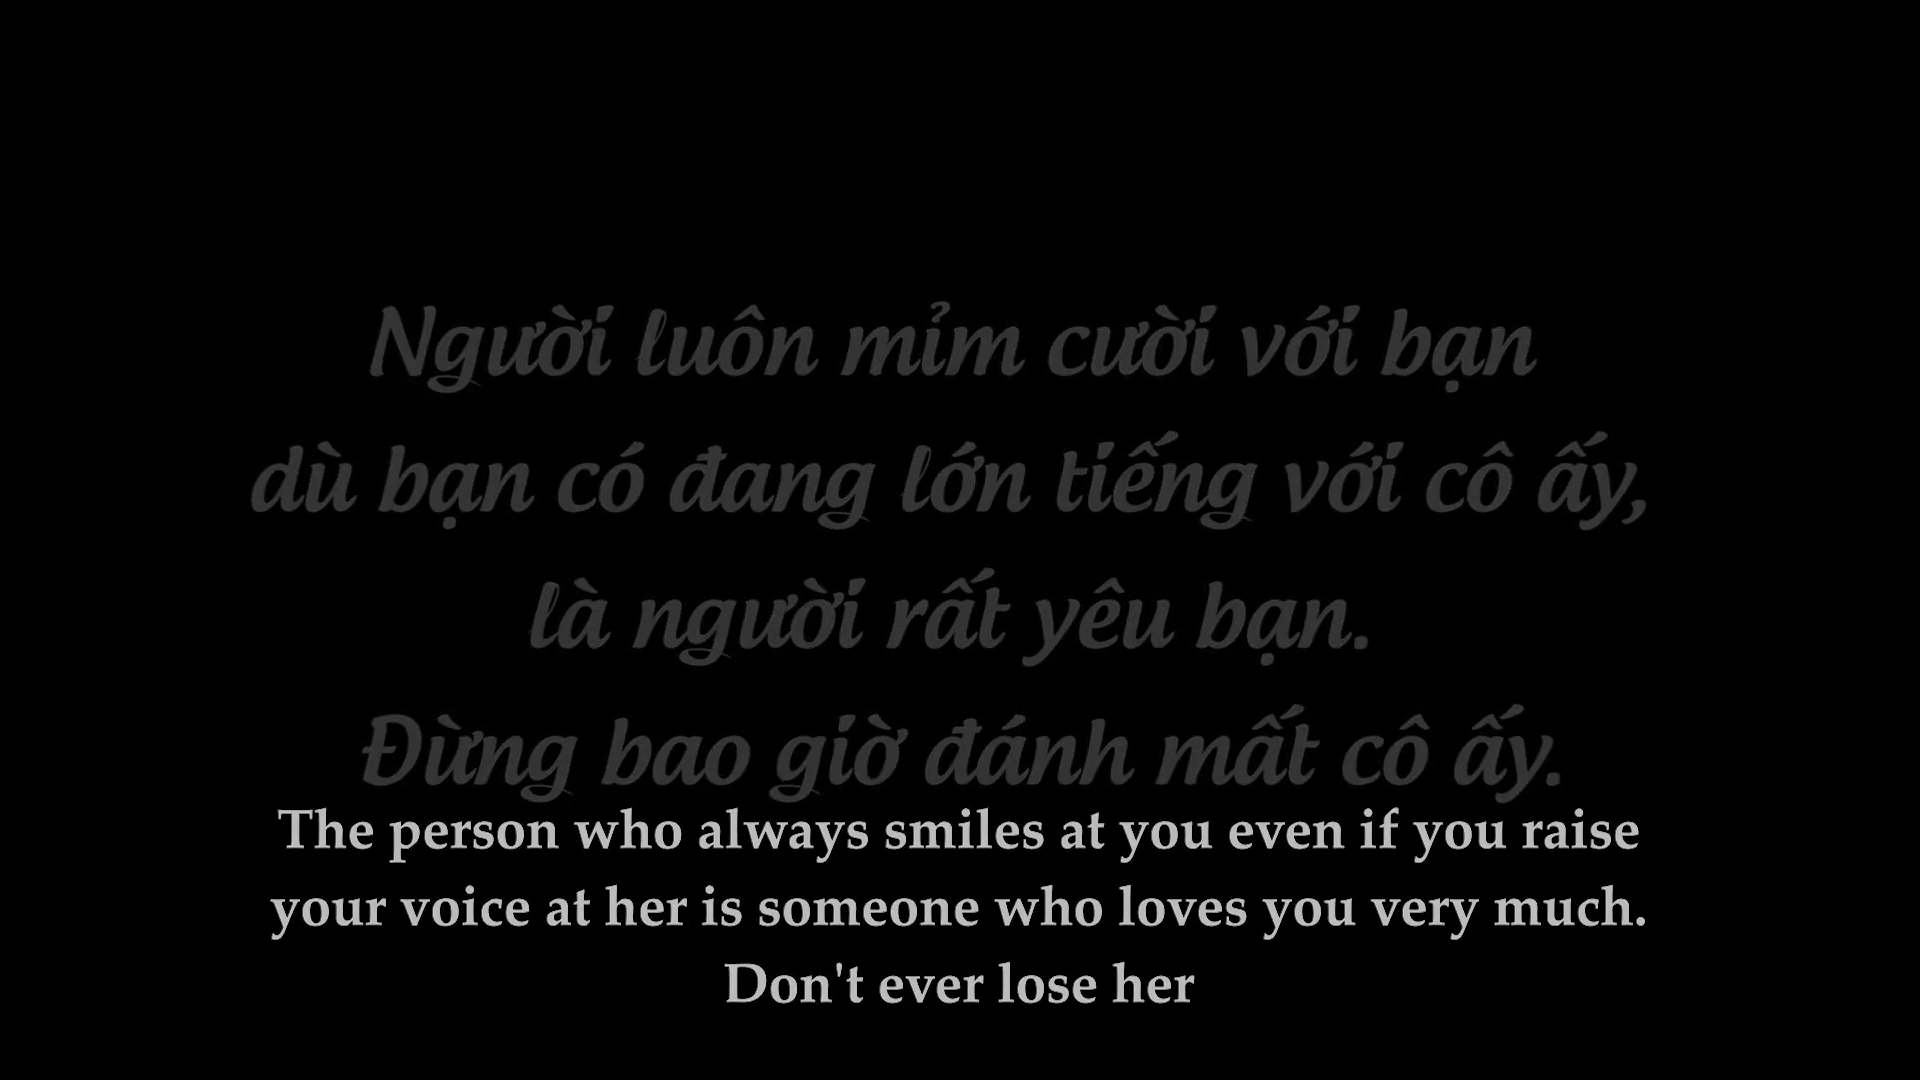 Người luôn mỉm cười với bạn
dù bạn có đang lớn tiếng với cô ấy,
là người rất yêu bạn.
Đừng bao giờ đánh mất cô ấy.
The person who always smiles at you even if you raise
your voice at her is someone who loves you very much.
Don't ever lose her